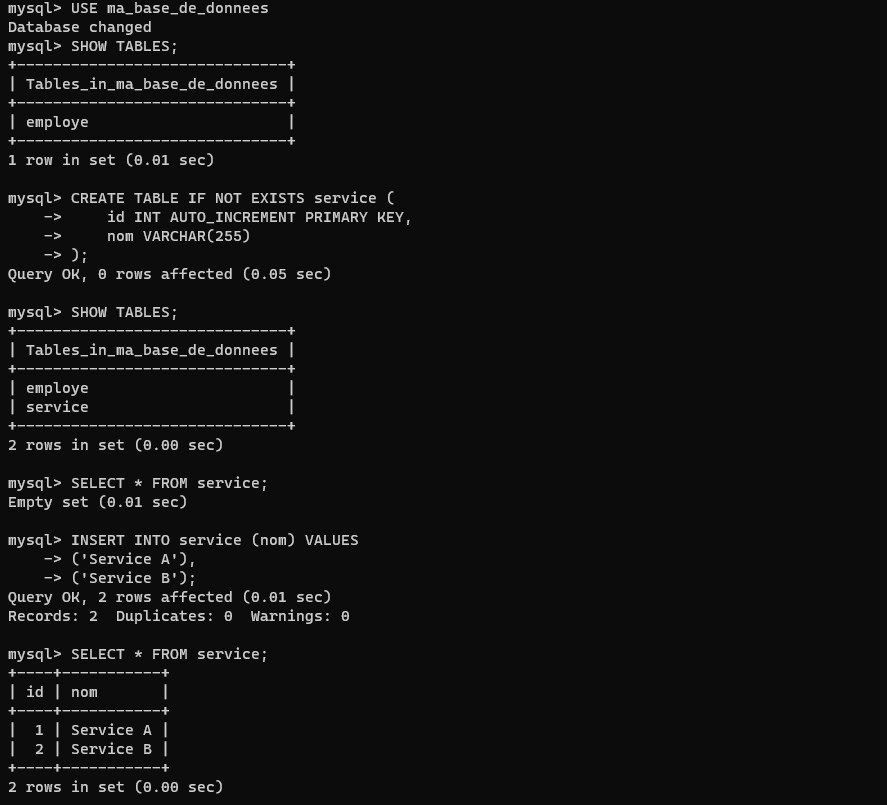 mysql> USE ma_base_de_donnees
Database changed
mysql> SHOW TABLES;
+------------------------------+
| Tables_in_ma_base_de_donnees |
+------------------------------+
| employe                      |
+------------------------------+
1 row in set (0.01 sec)

mysql> CREATE TABLE IF NOT EXISTS service (
    ->     id INT AUTO_INCREMENT PRIMARY KEY,
    ->     nom VARCHAR(255)
    -> );
Query OK, 0 rows affected (0.05 sec)

mysql> SHOW TABLES;
+------------------------------+
| Tables_in_ma_base_de_donnees |
+------------------------------+
| employe                      |
| service                      |
+------------------------------+
2 rows in set (0.00 sec)

mysql> SELECT * FROM service;
Empty set (0.01 sec)

mysql> INSERT INTO service (nom) VALUES
    -> ('Service A'),
    -> ('Service B');
Query OK, 2 rows affected (0.01 sec)
Records: 2  Duplicates: 0  Warnings: 0

mysql> SELECT * FROM service;
+----+-----------+
| id | nom       |
+----+-----------+
|  1 | Service A |
|  2 | Service B |
+----+-----------+
2 rows in set (0.00 sec)